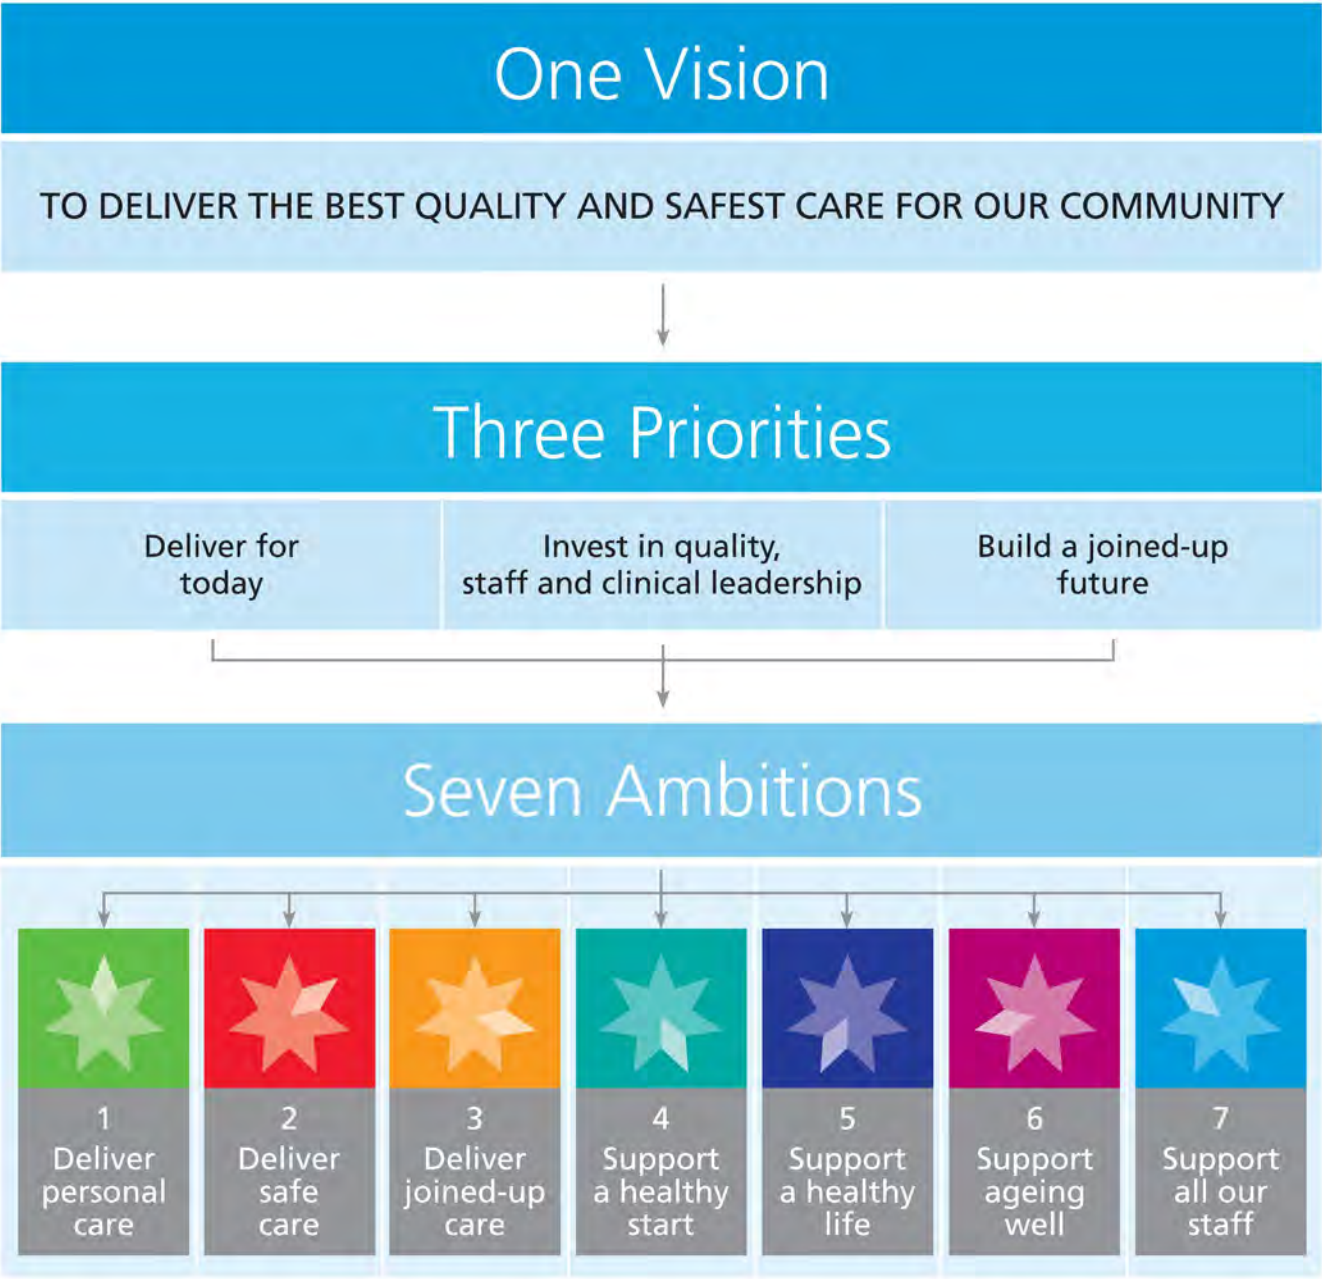 One Vision
TO DELIVER THE BEST QUALITY AND SAFEST CARE FOR OUR COMMUNITY
Three Priorities
Deliver for
today
Invest in quality,
staff and clinical leadership
Build a joined-up
future
Seven Ambitions
1
Deliver
personal
care
2
Deliver
safe
care
3
Deliver
joined-up
care
4
Support
a healthy
start
5
Support
a healthy
life
6
Support
ageing
well
7
Support
all our
staff